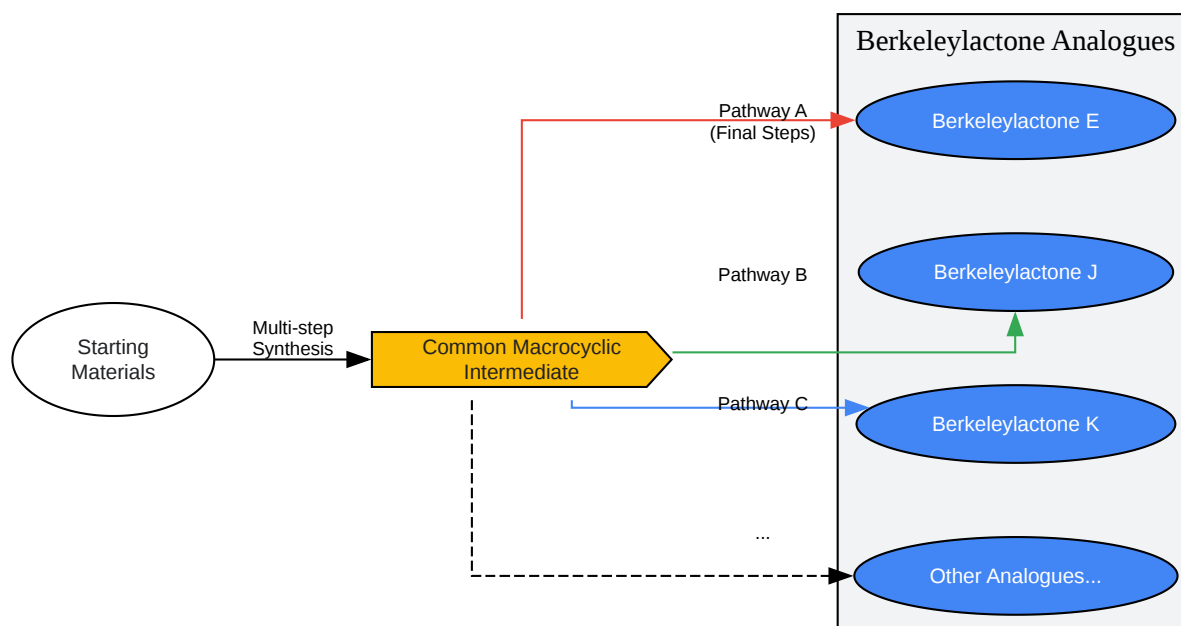 Berkeleylactone Analogues
Pathway A
(Final Steps)
Berkeleylactone E
Pathway B
Berkeleylactone J
Starting
Materials
Multi-step
Synthesis
Common Macrocyclic
Intermediate
Pathway C
Berkeleylactone K
...
Other Analogues...